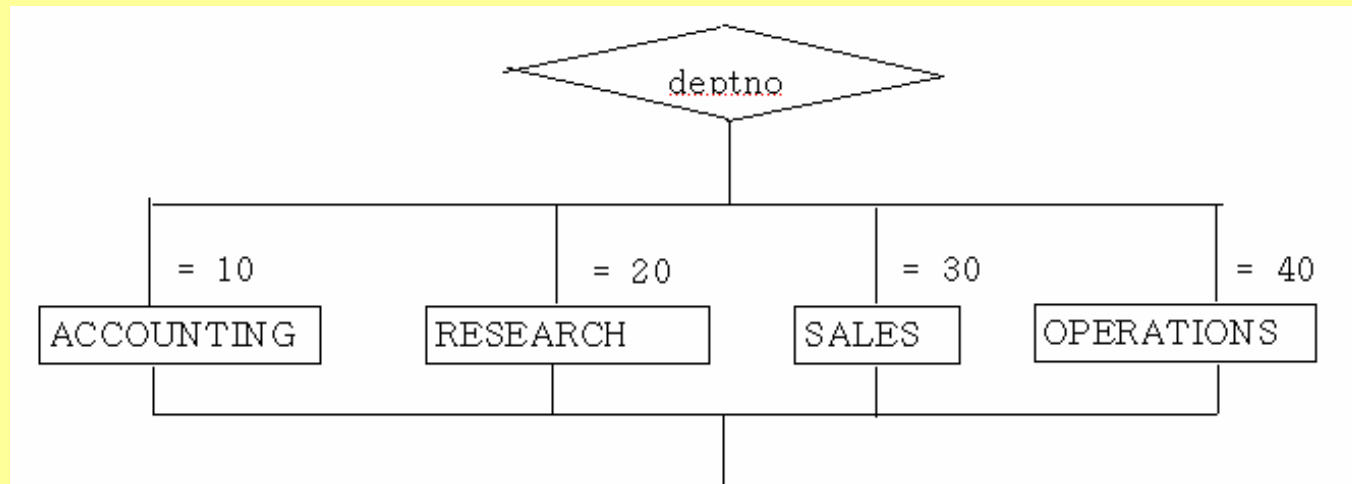 deptno
= 10
= 20
= 30
= 40
ACCOUNTING
RESEARCH
SALES
OPERATIONS